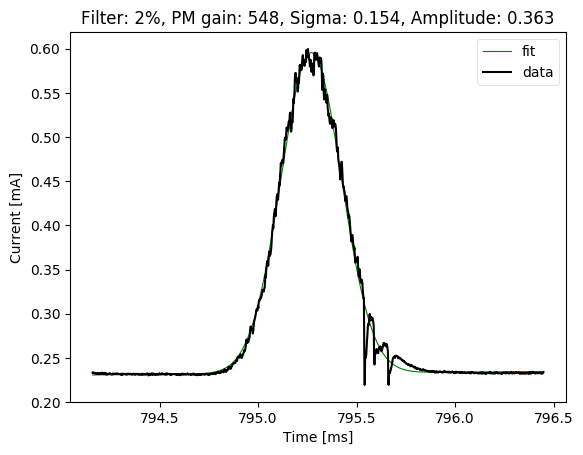 Filter: 2%, PM gain: 548, Sigma: 0.154, Amplitude: 0.363
fit
data
0.60
0.55
0.50
0.45
0.40
0.35
0.30
0.25
0.20
Current [mA]
794.5 795.0 795.5 796.0 796.5
Time [ms]